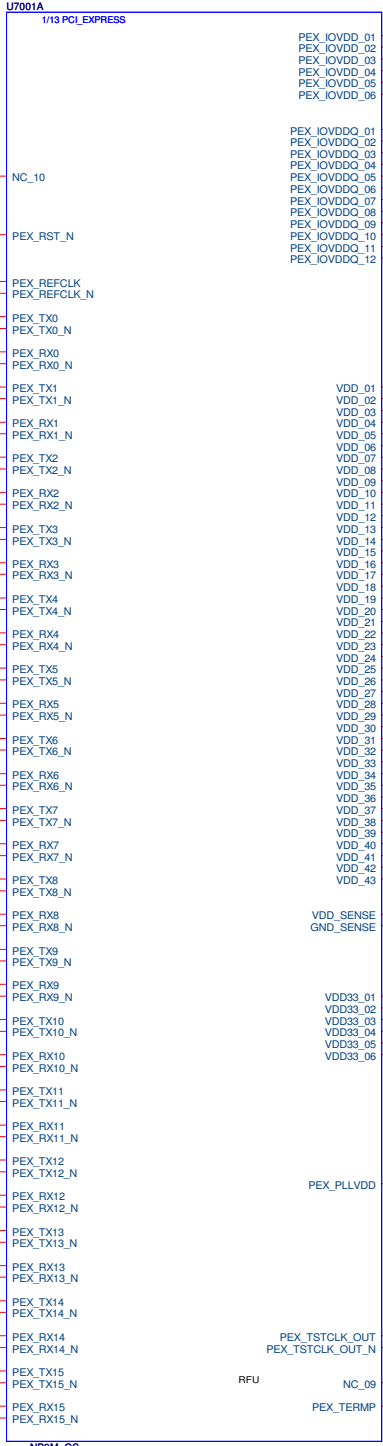 U7001A
1/13 PCI_EXPRESS
PEX_IOVDD_01
PEX_IOVDD_02
PEX_IOVDD_03
PEX_IOVDD_04
PEX_IOVDD_05
PEX_IOVDD_06
PEX_IOVDDQ_01
PEX_IOVDDQ_02
PEX_IOVDDQ_03
PEX_IOVDDQ_04
PEX_IOVDDQ_05
PEX_IOVDDQ_06
PEX_IOVDDQ_07
PEX_IOVDDQ_08
PEX_IOVDDQ_09
PEX_IOVDDQ_10
PEX_IOVDDQ_11
PEX_IOVDDQ_12
NC_10
PEX_RST_N
PEX_REFCLK
PEX_REFCLK_N
PEX_TX0
PEX_TX0_N
PEX_RX0
PEX_RX0_N
PEX_TX1
PEX_TX1_N
PEX_RX1
PEX_RX1_N
PEX_TX2
PEX_TX2_N
PEX_RX2
PEX_RX2_N
PEX_TX3
PEX_TX3_N
PEX_RX3
PEX_RX3_N
PEX_TX4
PEX_TX4_N
PEX_RX4
PEX_RX4_N
PEX_TX5
PEX_TX5_N
PEX_RX5
PEX_RX5_N
PEX_TX6
PEX_TX6_N
PEX_RX6
PEX_RX6_N
PEX_TX7
PEX_TX7_N
PEX_RX7
PEX_RX7_N
PEX_TX8
PEX_TX8_N
PEX_RX8
PEX_RX8_N
PEX_TX9
PEX_TX9_N
PEX_RX9
PEX_RX9_N
PEX_TX10
PEX_TX10_N
PEX_RX10
PEX_RX10_N
PEX_TX11
PEX_TX11_N
PEX_RX11
PEX_RX11_N
PEX_TX12
PEX_TX12_N
PEX_RX12
PEX_RX12_N
PEX_TX13
PEX_TX13_N
PEX_RX13
PEX_RX13_N
PEX_TX14
PEX_TX14_N
PEX_RX14
PEX_RX14_N
PEX_TX15
PEX_TX15_N
PEX_RX15
PEX_RX15_N
VDD_01
VDD_02
VDD_03
VDD_04
VDD_05
VDD_06
VDD_07
VDD_08
VDD_09
VDD_10
VDD_11
VDD_12
VDD_13
VDD_14
VDD_15
VDD_16
VDD_17
VDD_18
VDD_19
VDD_20
VDD_21
VDD_22
VDD_23
VDD_24
VDD_25
VDD_26
VDD_27
VDD_28
VDD_29
VDD_30
VDD_31
VDD_32
VDD_33
VDD_34
VDD_35
VDD_36
VDD_37
VDD_38
VDD_39
VDD_40
VDD_41
VDD_42
VDD_43
VDD_SENSE
GND_SENSE
VDD33_01
VDD33_02
VDD33_03
VDD33_04
VDD33_05
VDD33_06
PEX_PLLVDD
PEX_TSTCLK_OUT
PEX_TSTCLK_OUT_N
RFU
NC_09
PEX_TERMP